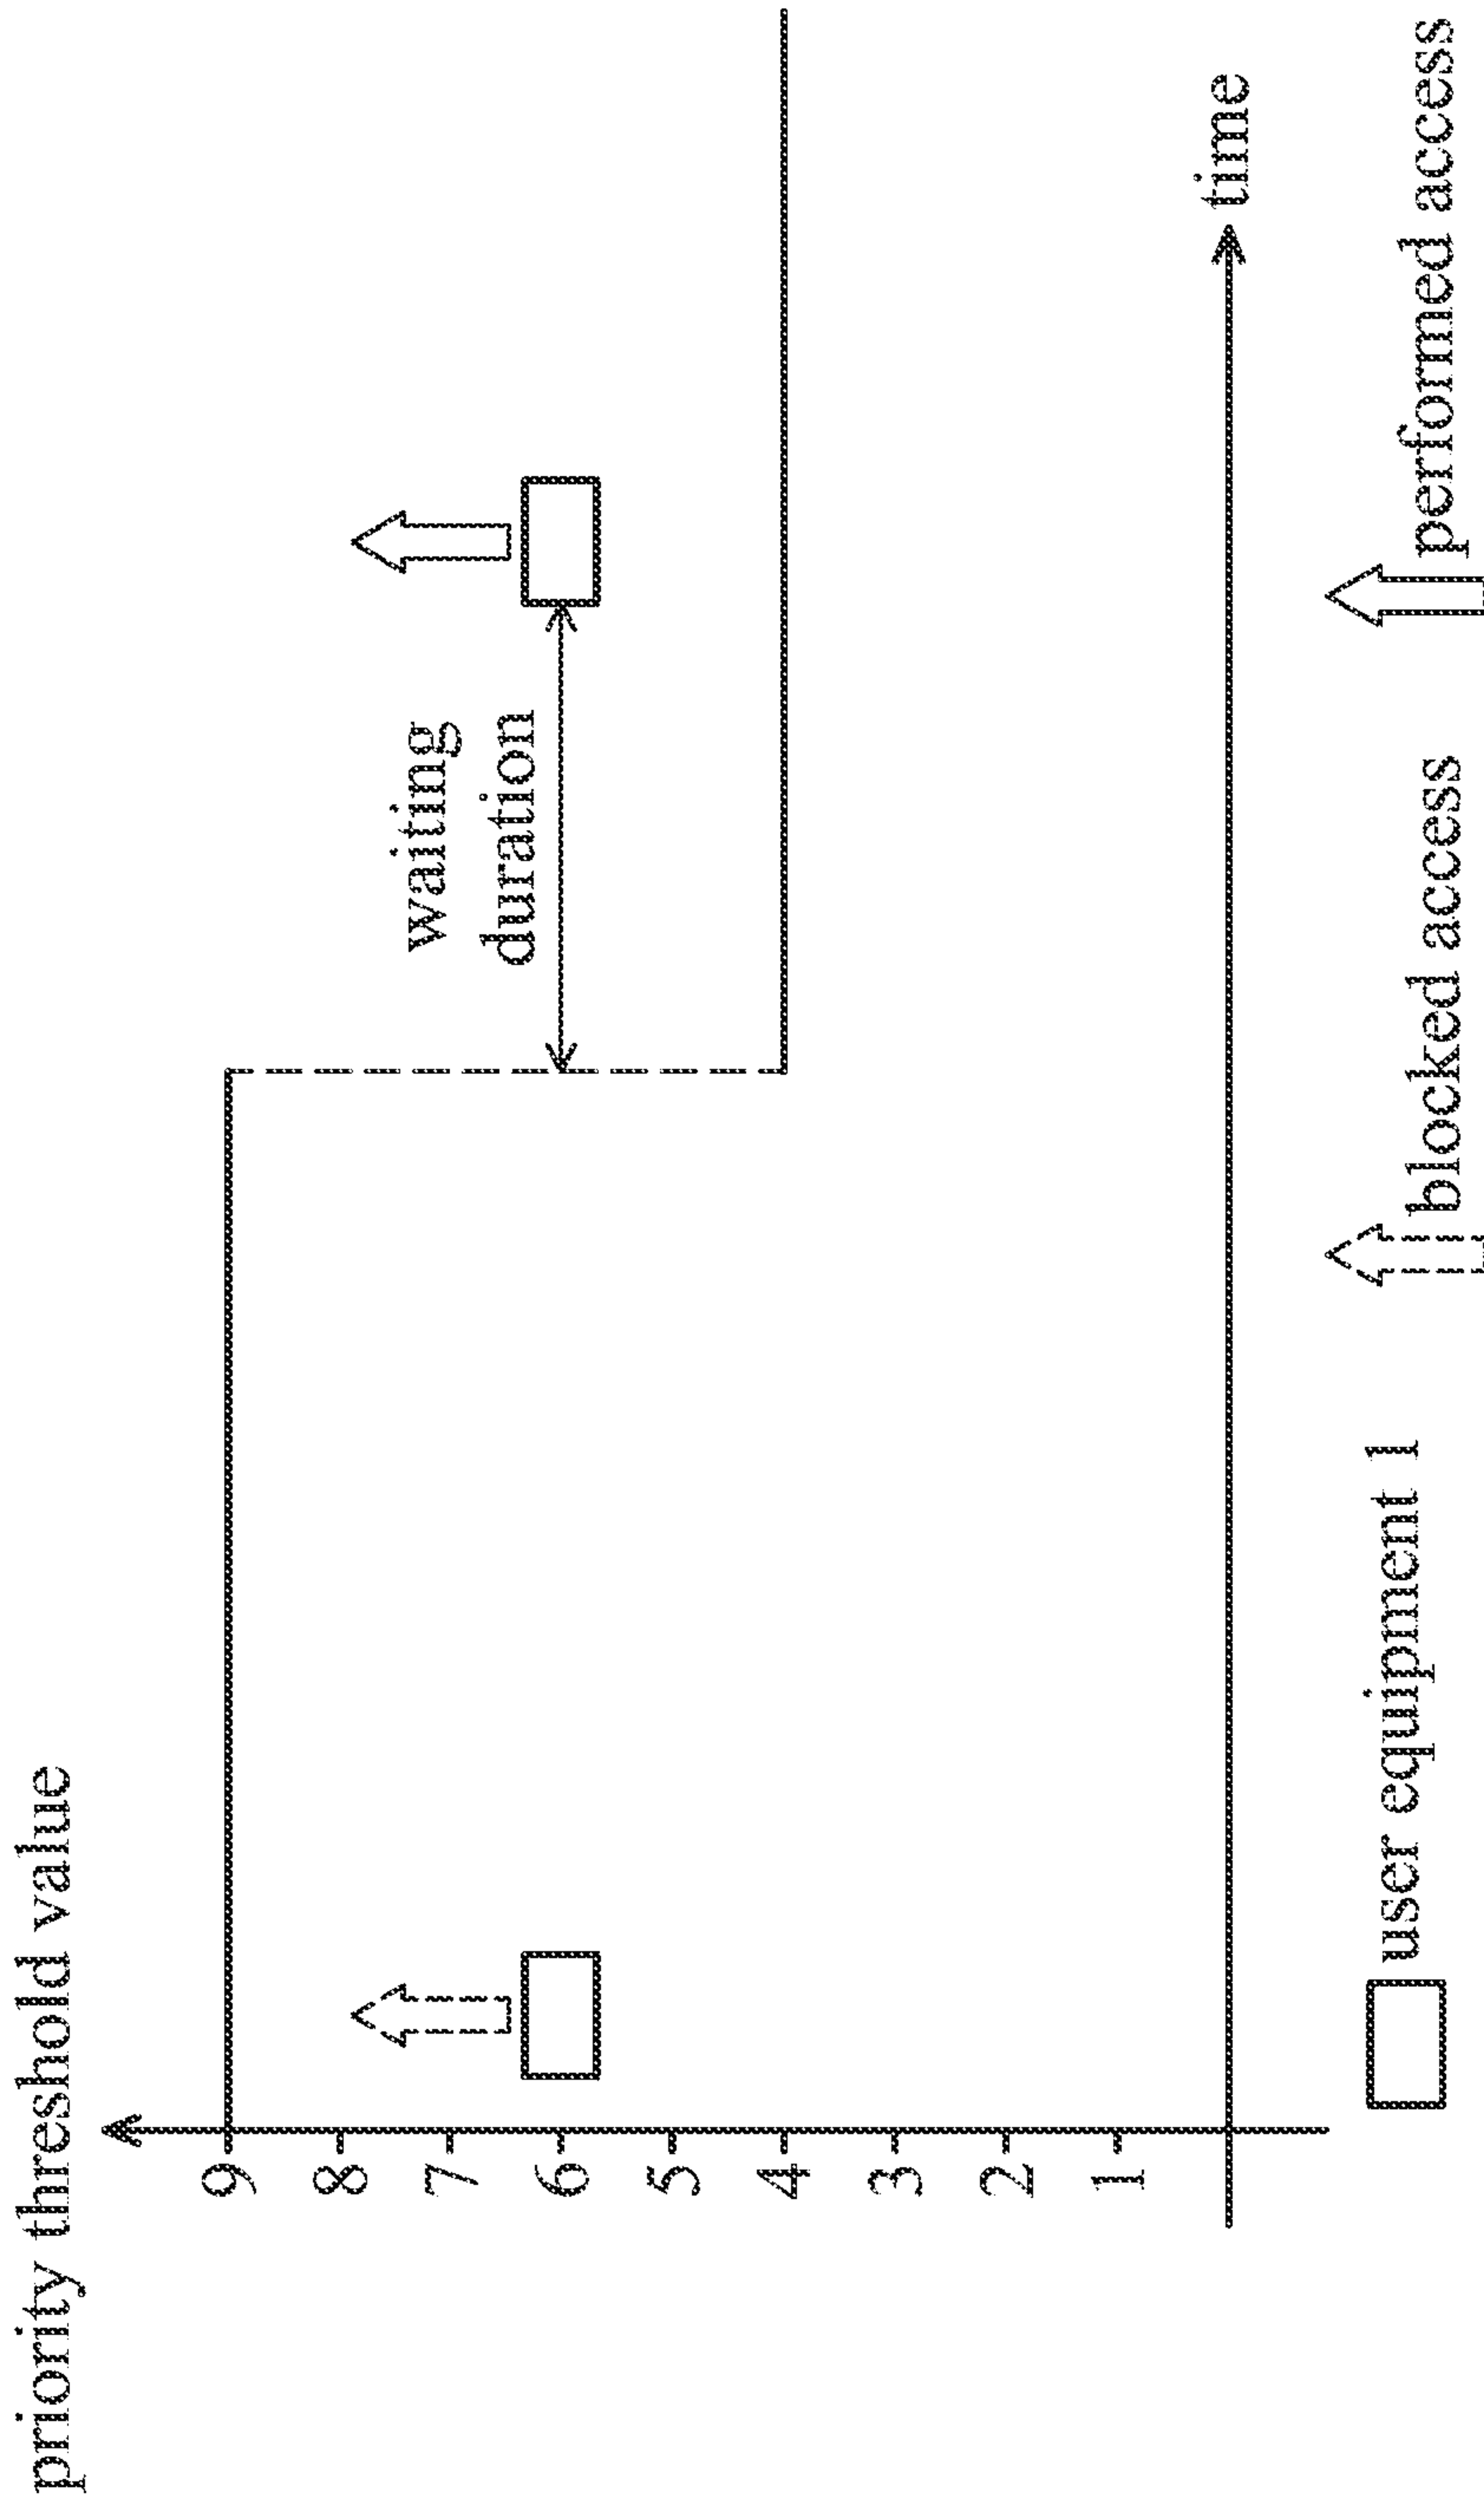 priority threshold value
9
8
7
6
5
4
3
2
1
waiting
duration
time
user equipment 1
blocked access
performed access